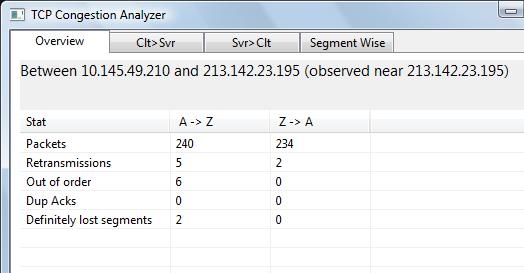 TCP Congestion Analyzer
Overview Clt>Svr Svr>Clt Segment Wise
Between 10.145.49.210 and 213.142.23.195 (observed near 213.142.23.195)
Stat A -> Z Z -> A
Packets 240 234
Retransmissions 5 2
Out of order 6 0
Dup Acks 0 0
Definitely lost segments 2 0